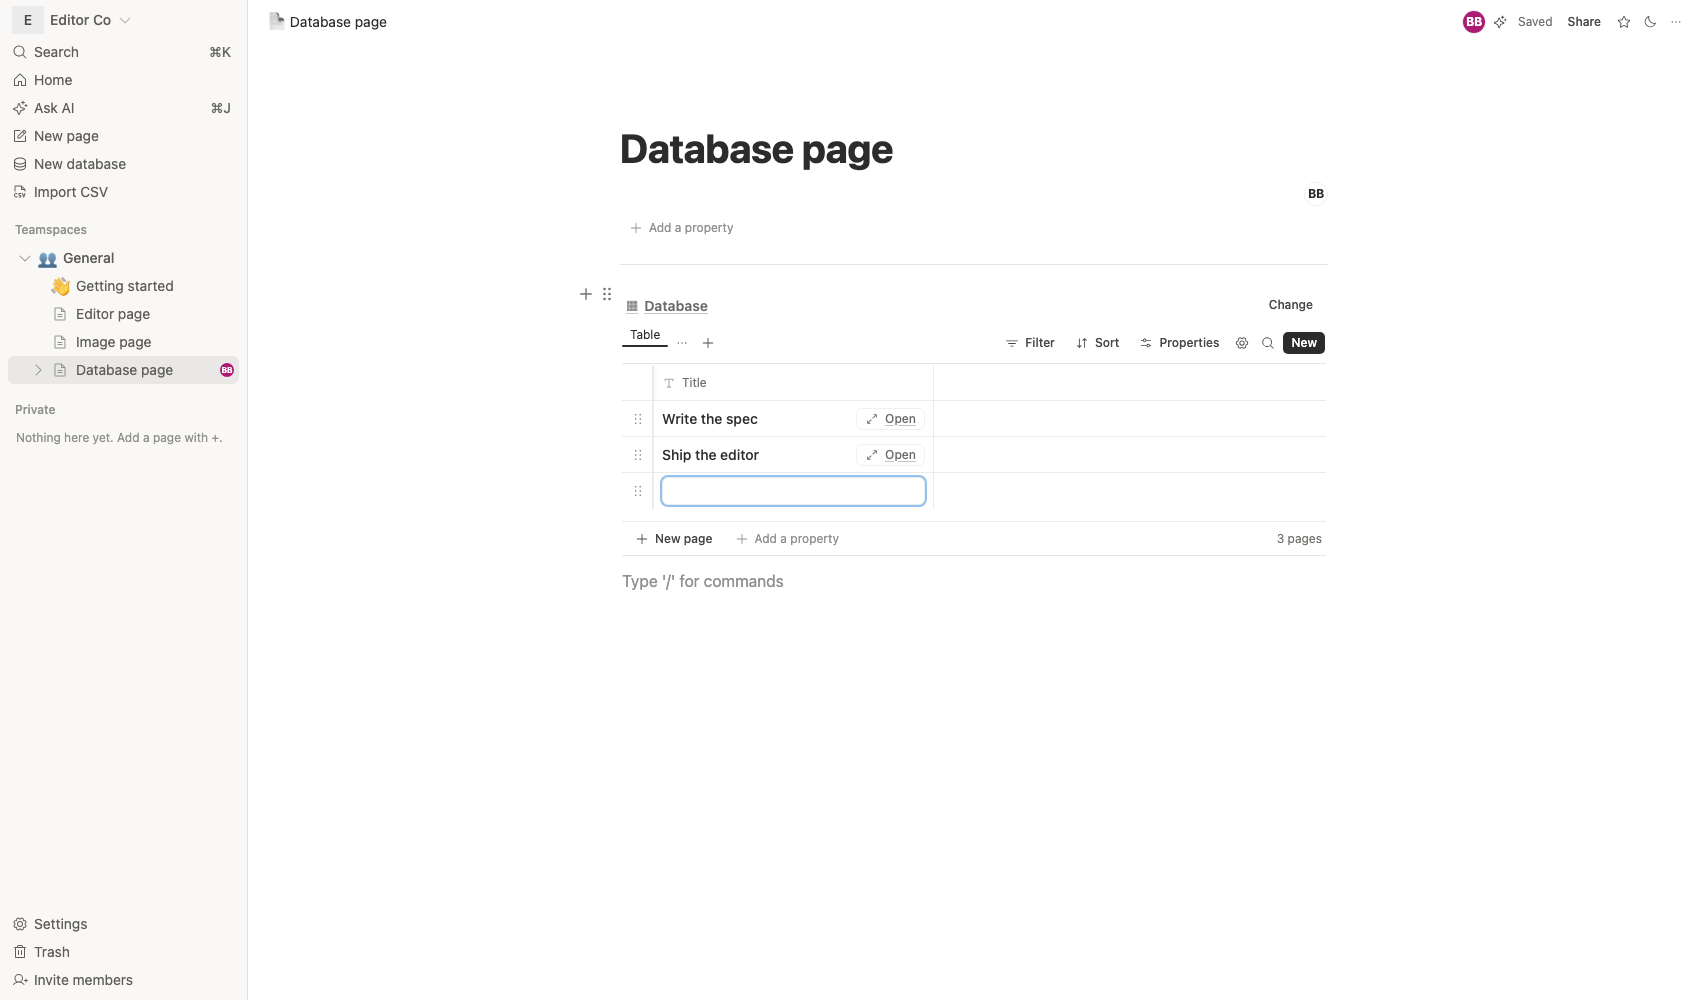 E Editor Co
Search ⌘K
Home
Ask AI ⌘J
New page
New database
Import CSV
Teamspaces
General
Getting started
Editor page
Image page
Database page BB
Private
Nothing here yet. Add a page with +.
Settings
Trash
Invite members
Database page
BB Saved Share
Database page
BB
Add a property
Database Change
Table Filter Sort Properties New
Title
Write the spec Open
Ship the editor Open
New page Add a property 3 pages
Type '/' for commands